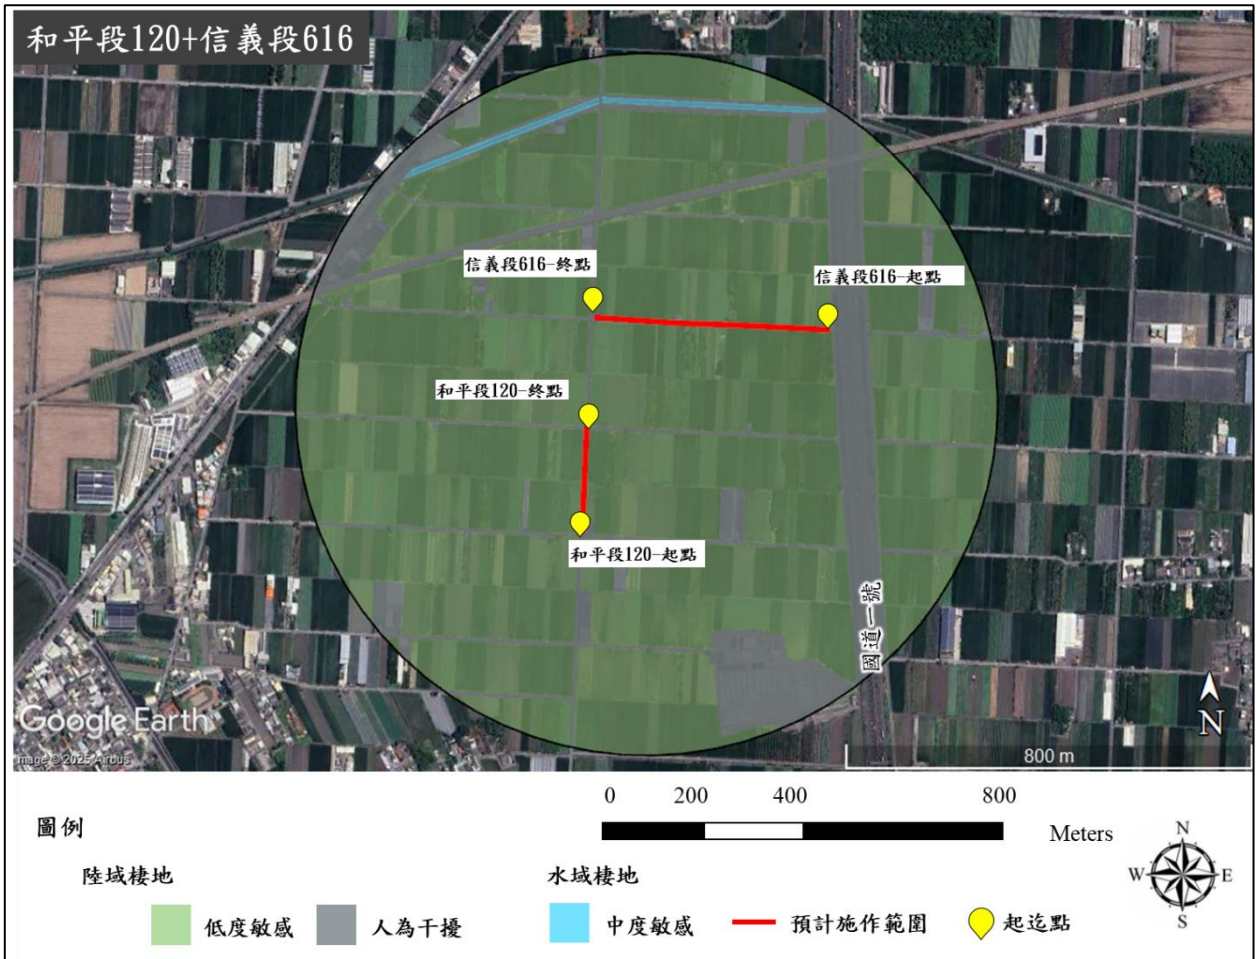 和平段120+信義段616
信義段616-終點
信義段616-起點
和平段120-終點
和平段120-起點
國道一號
Google Earth
Image © 2025 Airbus
N
800 m
0 200 400 800
Meters
圖例
陸域棲地
水域棲地
低度敏感
人為干擾
中度敏感
預計施作範圍
起迄點
N
W
E
S